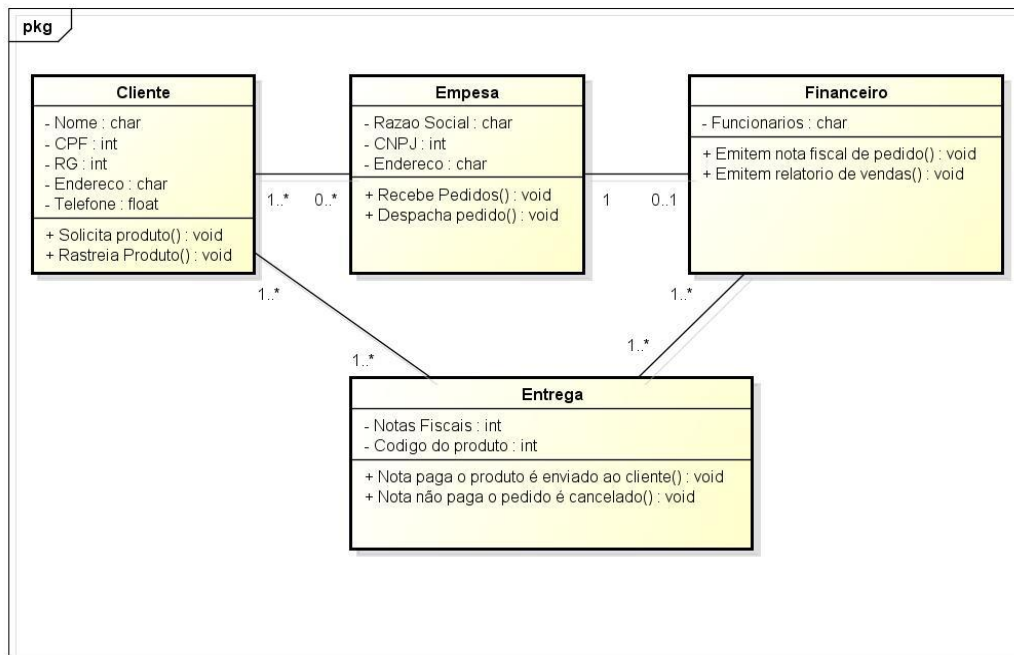 pkg
Cliente
- Nome : char
- CPF : int
- RG : int
- Endereco : char
- Telefone : float
+ Solicita produto() : void
+ Rastreia Produto() : void
Empesa
- Razao Social : char
- CNPJ : int
- Endereco : char
+ Recebe Pedidos() : void
+ Despacha pedido() : void
Financeiro
- Funcionarios : char
+ Emitem nota fiscal de pedido() : void
+ Emitem relatorio de vendas() : void
1..*
0..*
1
0..1
1..*
1..*
1..*
1..*
Entrega
- Notas Fiscais : int
- Codigo do produto : int
+ Nota paga o produto é enviado ao cliente() : void
+ Nota não paga o pedido é cancelado() : void